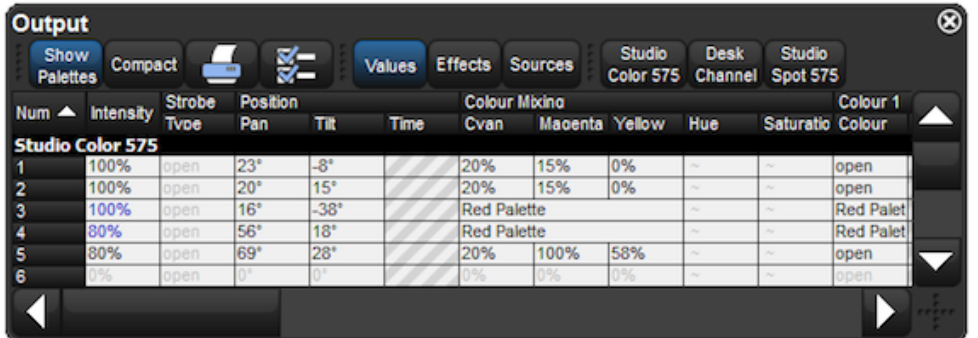 Output
Show Palettes Compact Values Effects Sources Studio Color 575 Desk Channel Studio Spot 575
Num Intensity Strobe Position Colour Mixing Colour 1
Type Pan Tilt Time Cyan Magenta Yellow Hue Saturatio Colour
Studio Color 575
1 100% open 23° -8° 20% 15% 0% ~ ~ open
2 100% open 20° 15° 20% 15% 0% ~ ~ open
3 100% open 16° -38° Red Palette ~ ~ Red Palet
4 80% open 56° 18° Red Palette ~ ~ Red Palet
5 80% open 69° 28° 20% 100% 58% ~ ~ open
6 0% open 0° 0° 0% 0% 0% ~ ~ open